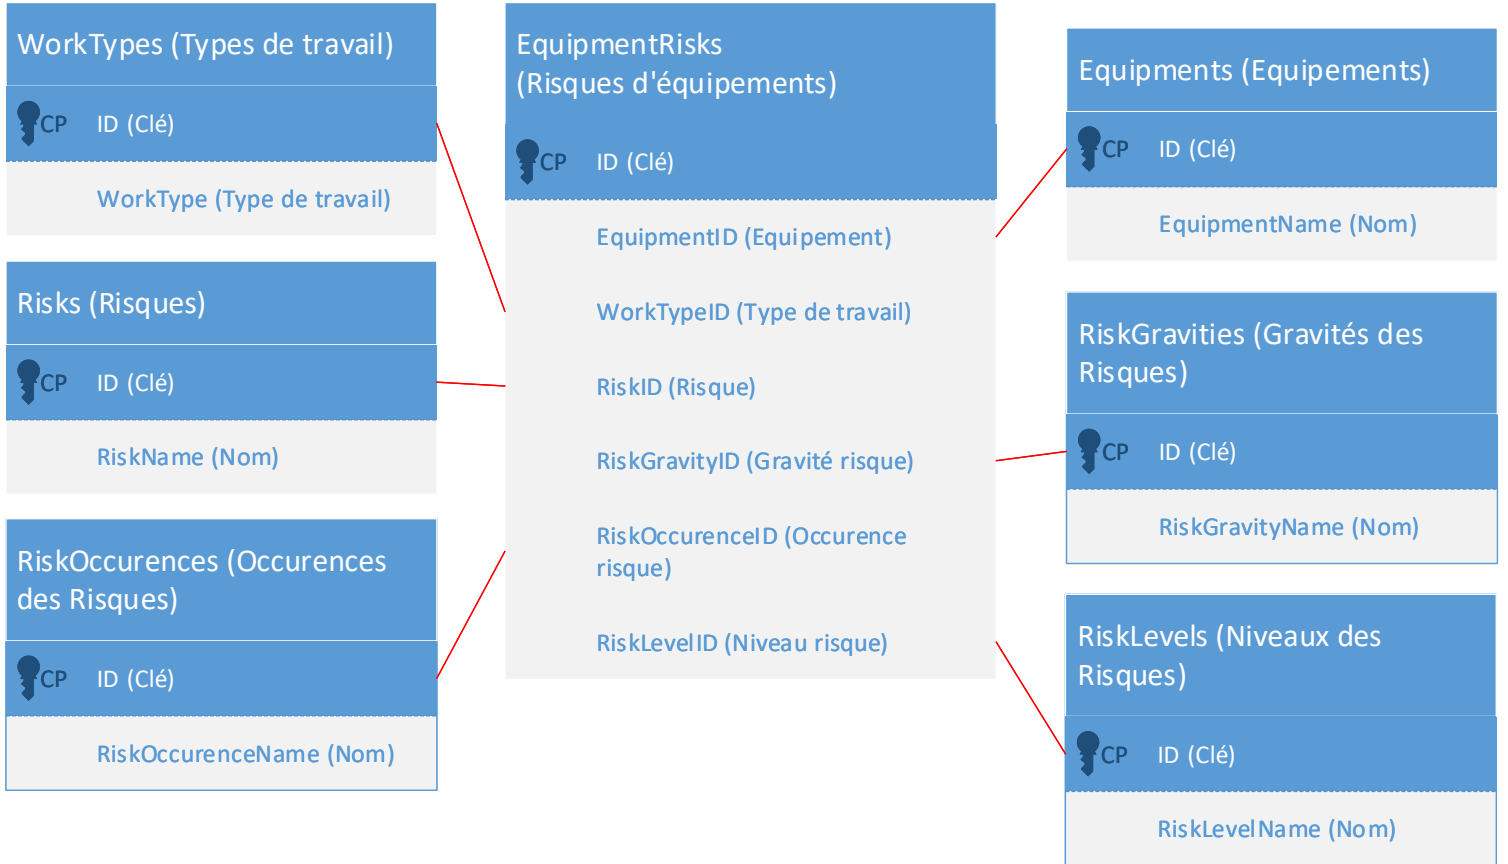 WorkTypes (Types de travail)
CP ID (Clé)
WorkType (Type de travail)
Risks (Risques)
CP ID (Clé)
RiskName (Nom)
RiskOccurences (Occurences
des Risques)
CP ID (Clé)
RiskOccurenceName (Nom)
EquipmentRisks
(Risques d'équipements)
CP ID (Clé)
EquipmentID (Equipement)
WorkTypeID (Type de travail)
RiskID (Risque)
RiskGravityID (Gravité risque)
RiskOccurenceID (Occurence
risque)
RiskLevelID (Niveau risque)
Equipments (Equipements)
CP ID (Clé)
EquipmentName (Nom)
RiskGravities (Gravités des
Risques)
CP ID (Clé)
RiskGravityName (Nom)
RiskLevels (Niveaux des
Risques)
CP ID (Clé)
RiskLevelName (Nom)